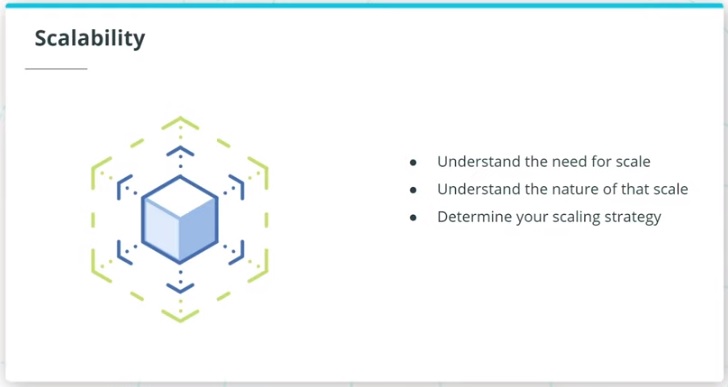 Scalability
● Understand the need for scale
● Understand the nature of that scale
● Determine your scaling strategy